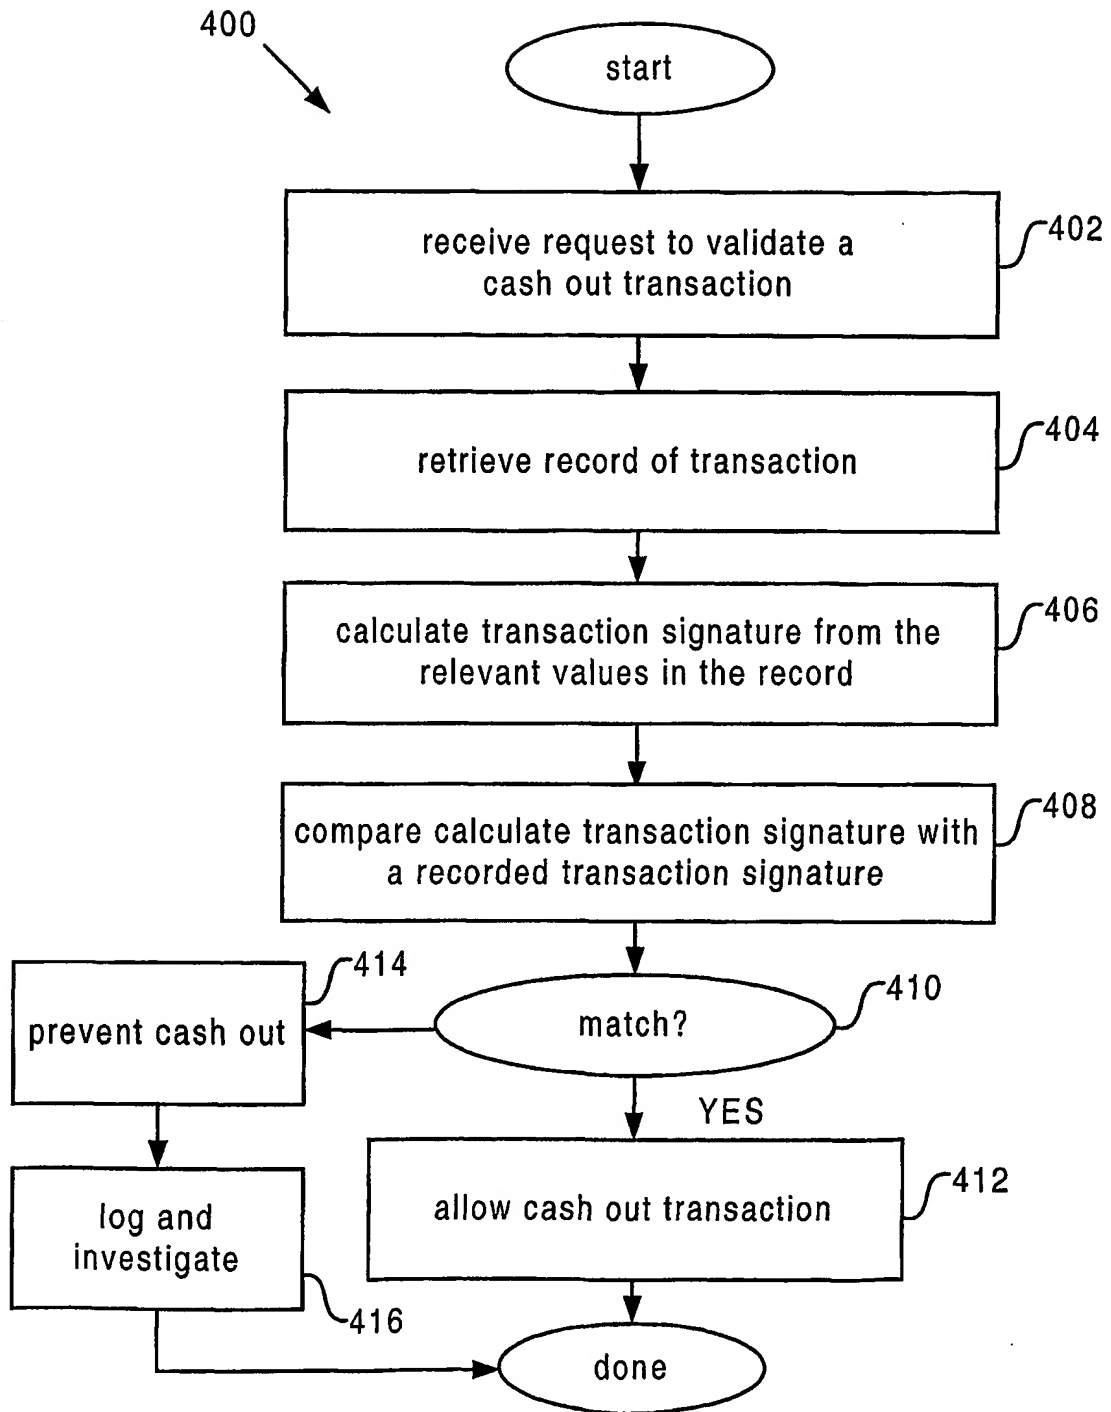 400
start
receive request to validate a
cash out transaction
402
retrieve record of transaction
404
calculate transaction signature from the
relevant values in the record
406
compare calculate transaction signature with
a recorded transaction signature
408
match?
410
414
prevent cash out
YES
allow cash out transaction
412
log and
investigate
416
done